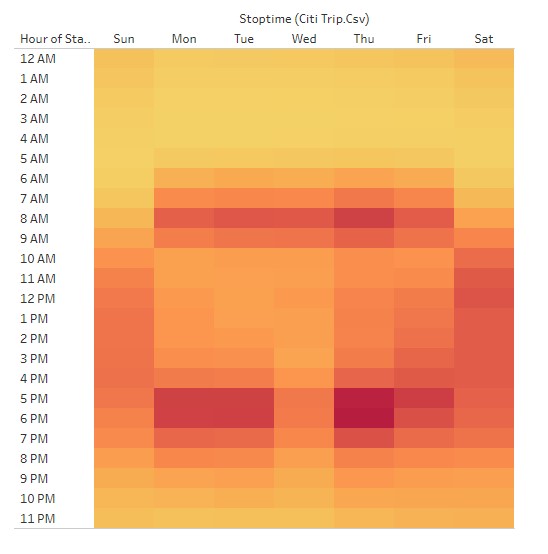 Stoptime (Citi Trip.Csv)
Hour of Sta.. Sun Mon Tue Wed Thu Fri Sat
12 AM
1 AM
2 AM
3 AM
4 AM
5 AM
6 AM
7 AM
8 AM
9 AM
10 AM
11 AM
12 PM
1 PM
2 PM
3 PM
4 PM
5 PM
6 PM
7 PM
8 PM
9 PM
10 PM
11 PM